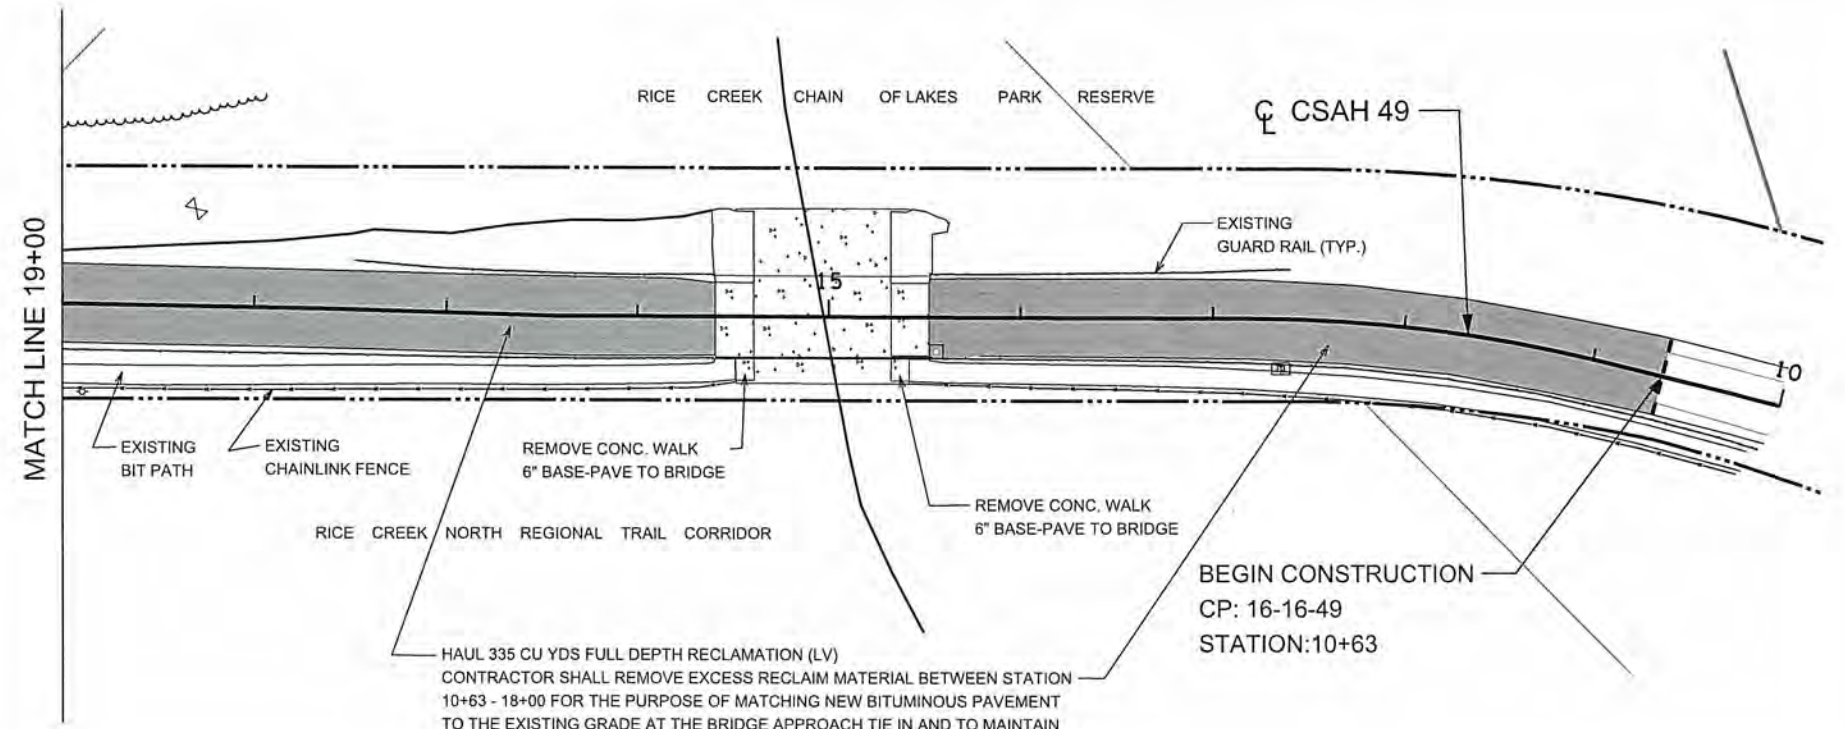 RICE CREEK CHAIN OF LAKES PARK RESERVE
℄ CSAH 49
MATCH LINE 19+00
EXISTING
GUARD RAIL (TYP.)
15
10
EXISTING
BIT PATH
EXISTING
CHAINLINK FENCE
REMOVE CONC. WALK
6" BASE-PAVE TO BRIDGE
REMOVE CONC. WALK
6" BASE-PAVE TO BRIDGE
RICE CREEK NORTH REGIONAL TRAIL CORRIDOR
BEGIN CONSTRUCTION
CP: 16-16-49
STATION:10+63
HAUL 335 CU YDS FULL DEPTH RECLAMATION (LV)
CONTRACTOR SHALL REMOVE EXCESS RECLAIM MATERIAL BETWEEN STATION
10+63 - 18+00 FOR THE PURPOSE OF MATCHING NEW BITUMINOUS PAVEMENT
TO THE EXISTING GRADE AT THE BRIDGE APPROACH TIE IN AND TO MAINTAIN